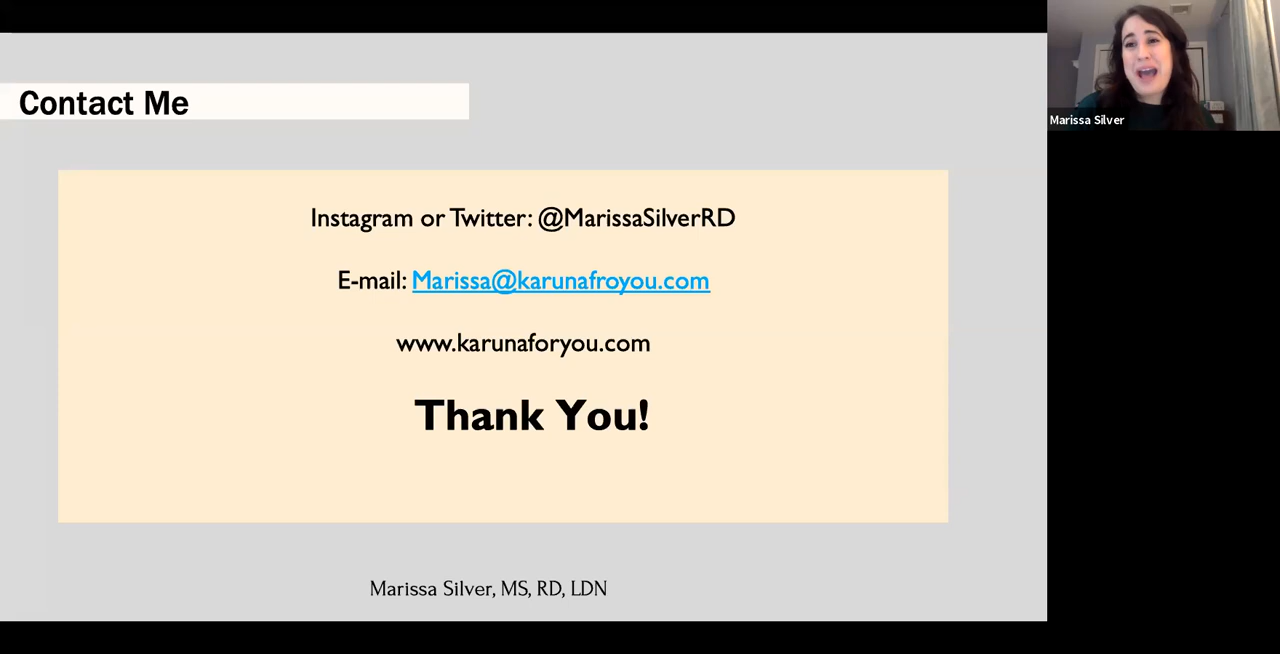 Contact Me
Marissa Silver
Instagram or Twitter: @MarissaSilverRD
E-mail: Marissa@karunafroyou.com
www.karunaforyou.com
Thank You!
Marissa Silver, MS, RD, LDN